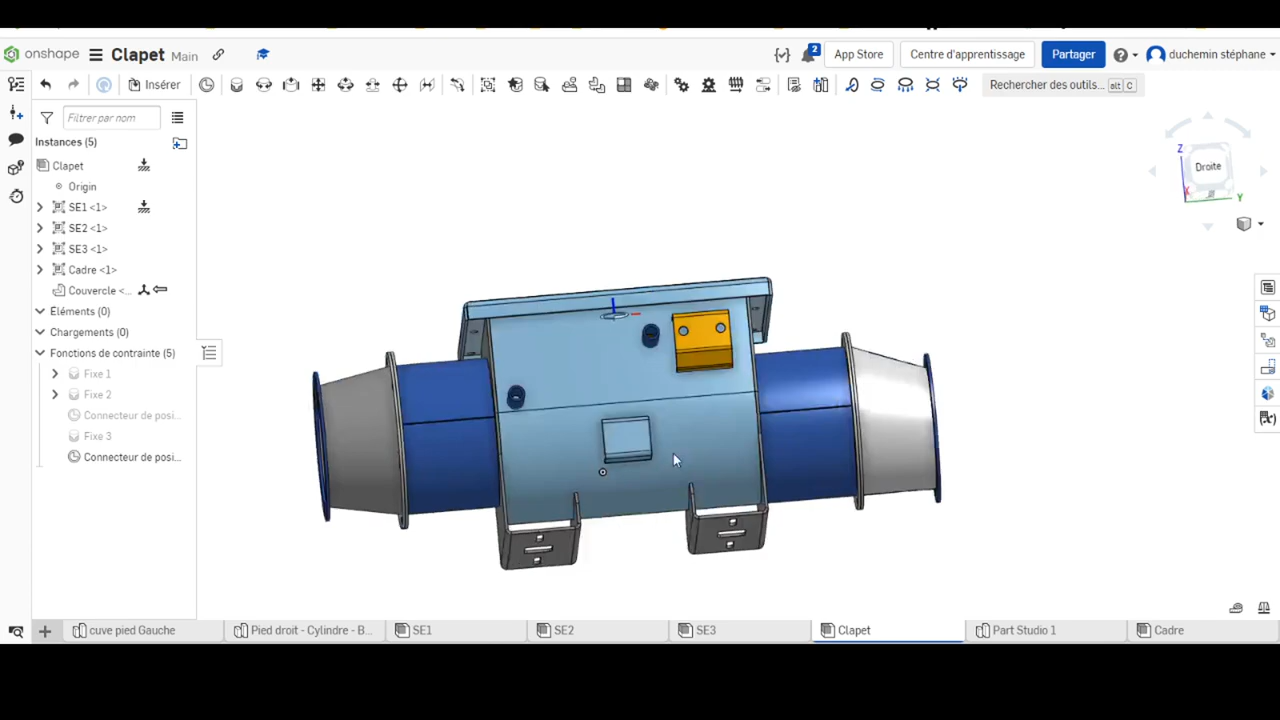 onshape Clapet Main 2 App Store Centre d'apprentissage Partager duchemin stéphane
Insérer Rechercher des outils... alt C
Filtrer par nom
Instances (5)
Clapet
Origin
SE1 <1>
SE2 <1>
SE3 <1>
Cadre <1>
Couvercle <...
Éléments (0)
Chargements (0)
Fonctions de contrainte (5)
Fixe 1
Fixe 2
Connecteur de posi...
Fixe 3
Connecteur de posi...
Z
Droite
X
Y
cuve pied Gauche Pied droit - Cylindre - B... SE1 SE2 SE3 Clapet Part Studio 1 Cadre